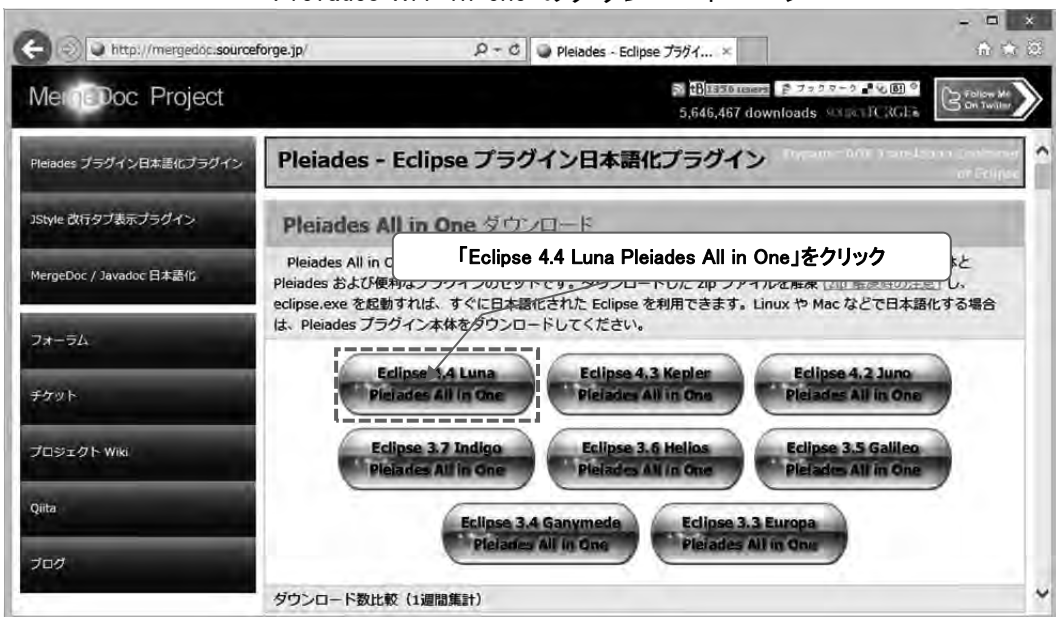 http://mergedoc.sourceforge.jp/
Pleiades - Eclipse プラグイ... ×
MergeDoc Project
1356 users
ブックマーク
5,646,467 downloads
Follow Me
On Twitter
Pleiades プラグイン日本語化プラグイン
JStyle 改行タブ表示プラグイン
MergeDoc / Javadoc 日本語化
フォーラム
チケット
プロジェクト Wiki
Qiita
ブログ
Pleiades - Eclipse プラグイン日本語化プラグイン
of Eclipse
Pleiades All in One ダウンロード
「Eclipse 4.4 Luna Pleiades All in One」をクリック
Pleiades All in
Pleiades および便利なプラグインのセットです。ダウンロードした zip ファイルを解凍 (zip 解凍時の注意) し、
eclipse.exe を起動すれば、すぐに日本語化された Eclipse を利用できます。Linux や Mac などで日本語化する場合
は、Pleiades プラグイン本体をダウンロードしてください。
Eclipse 4.4 Luna
Pleiades All in One
Eclipse 4.3 Kepler
Pleiades All in One
Eclipse 4.2 Juno
Pleiades All in One
Eclipse 3.7 Indigo
Pleiades All in One
Eclipse 3.6 Helios
Pleiades All in One
Eclipse 3.5 Galileo
Pleiades All in One
Eclipse 3.4 Ganymede
Pleiades All in One
Eclipse 3.3 Europa
Pleiades All in One
ダウンロード数比較（1週間集計）